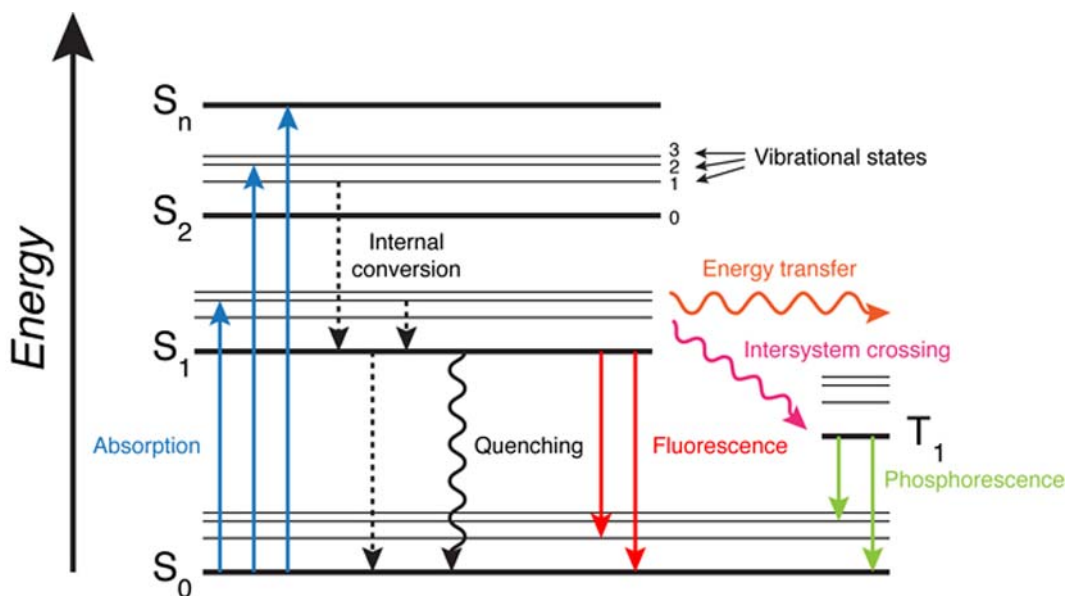 Energy
Sn
3
2
1
Vibrational states
S2
0
Internal
conversion
Energy transfer
S1
Intersystem crossing
T1
Absorption
Quenching
Fluorescence
Phosphorescence
S0